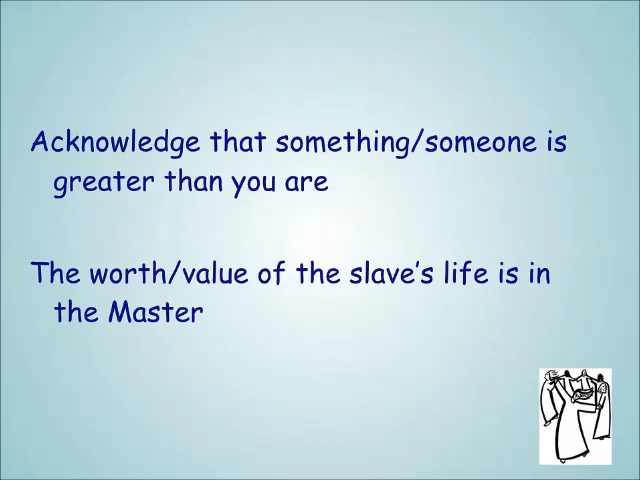 Acknowledge that something/someone is
greater than you are
The worth/value of the slave's life is in
the Master